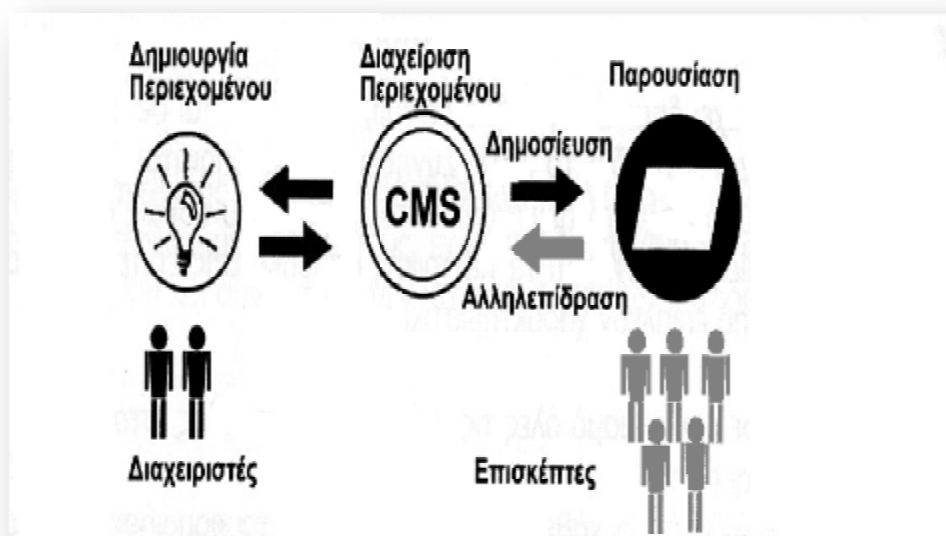 Δημιουργία
Περιεχομένου
Διαχείριση
Περιεχομένου
Παρουσίαση
Δημοσίευση
CMS
Αλληλεπίδραση
Διαχειριστές
Επισκέπτες